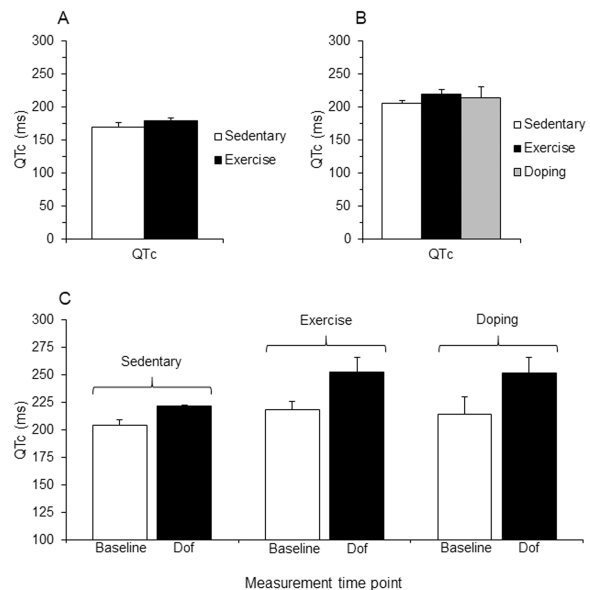 A
300
250
200
150
100
50
0
QTc (ms)
QTc
Sedentary
Exercise
B
300
250
200
150
100
50
0
QTc (ms)
QTc
Sedentary
Exercise
Doping
C
300
275
250
225
200
175
150
125
100
QTc (ms)
Sedentary
Exercise
Doping
Baseline Dof Baseline Dof Baseline Dof
Measurement time point